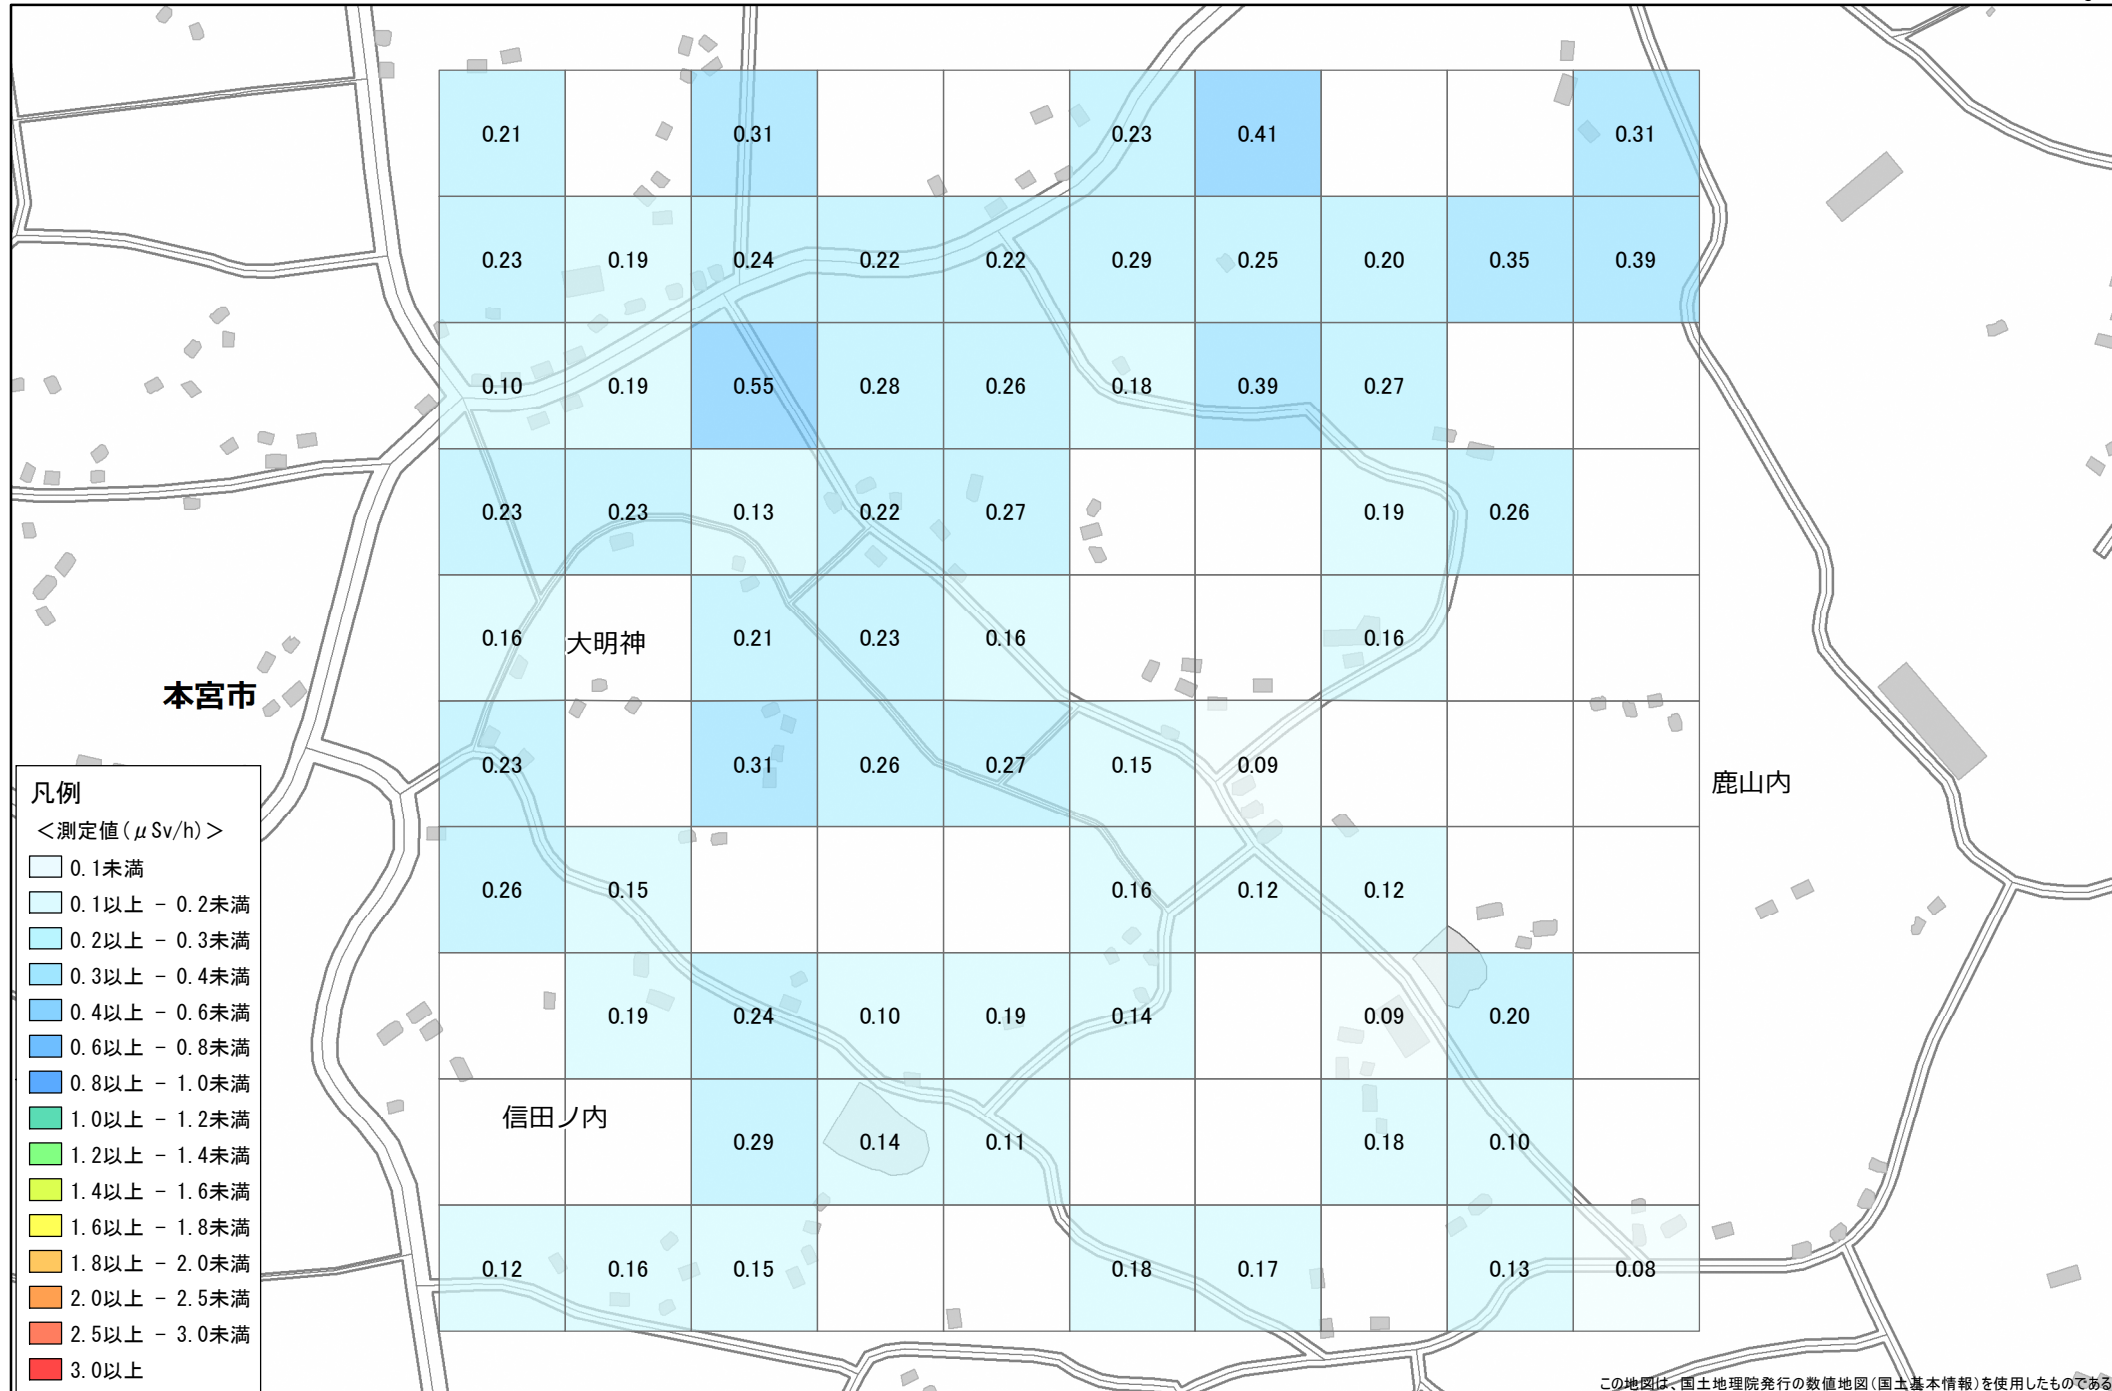 0.21 0.31 0.23 0.41 0.31
0.23 0.19 0.24 0.22 0.22 0.29 0.25 0.20 0.35 0.39
0.10 0.19 0.55 0.28 0.26 0.18 0.39 0.27
0.23 0.23 0.13 0.22 0.27 0.19 0.26
0.16 大明神 0.21 0.23 0.16 0.16
本宮市
0.23 0.31 0.26 0.27 0.15 0.09
鹿山内
0.26 0.15 0.16 0.12 0.12
0.19 0.24 0.10 0.19 0.14 0.09 0.20
信田ノ内
0.29 0.14 0.11 0.18 0.10
0.12 0.16 0.15 0.18 0.17 0.13 0.08
凡例
＜測定値(μSv/h)＞
0.1未満
0.1以上 － 0.2未満
0.2以上 － 0.3未満
0.3以上 － 0.4未満
0.4以上 － 0.6未満
0.6以上 － 0.8未満
0.8以上 － 1.0未満
1.0以上 － 1.2未満
1.2以上 － 1.4未満
1.4以上 － 1.6未満
1.6以上 － 1.8未満
1.8以上 － 2.0未満
2.0以上 － 2.5未満
2.5以上 － 3.0未満
3.0以上
この地図は、国土地理院発行の数値地図(国土基本情報)を使用したものである